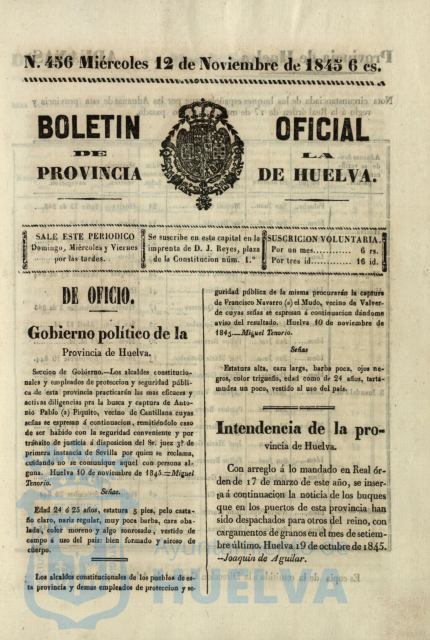 N. 456 Miércoles 12 de Noviembre de 1845 6 cs.
BOLETIN OFICIAL
DE LA
PROVINCIA DE HUELVA.
SALE ESTE PERIODICO
Domingo, Miércoles y Viernes
por las tardes.
Se suscribe en esta capital en la
imprenta de D. J. Reyes, plaza
de la Constitucion núm. 1.º
SUSCRICION VOLUNTARIA.
Por un mes............ 6 rs.
Por tres id............ 16 id.
DE OFICIO.
Gobierno político de la
Provincia de Huelva.
Seccion de Gobierno.—Los alcaldes constitucio-
nales y empleados de proteccion y seguridad públi-
ca de esta provincia practicarán las mas eficaces y
activas diligencias pra la busca y captura de Anto-
nio Pablo (a) Piquito, vecino de Cantillana cuyas
señas se espresan á continuacion, remitiéndolo caso
de ser habido con la seguridad conveniente y por
tránsito de justicia á disposicion del Sr. juez 3º de
primera instancia de Sevilla por quien se reclama,
cuidando no se comunique aquel con persona al-
guna. Huelva 10 de noviembre de 1845.—Miguel
Tenorio.
Señas.
Edad 24 á 25 años, estatura 5 pies, pelo casta-
ño claro, nariz regular, muy poca barba, cara oba-
lada, color moreno y algo sonrosado, vestido de
campo á uso del pais: bien formado y airoso de
cuerpo.
Los alcaldes constitucionales de los pueblos de es-
ta provincia y demas empleados de proteccion y se-
guridad pública de la misma procurarán la captura
de Francisco Navarro (a) el Mudo, vecino de Valver-
de cuyas señas se espresan á continuacion dándome
aviso del resultado. Huelva 10 de noviembre de
1845.—Miguel Tenorio.
Señas
Estatura alta, cara larga, barba poca, ojos ne-
gros, color trigueño, edad como de 24 años, tarta-
mudea un poco, vestido al uso del pais.
Intendencia de la pro-
vincia de Huelva.
Con arreglo á lo mandado en Real ór-
den de 17 de marzo de este año, se inser-
ta á continuacion la noticia de los buques
que en los puertos de esta provincia han
sido despachados para otros del reino, con
cargamentos de granos en el mes de setiem-
bre último. Huelva 19 de octubre de 1845.
--Joaquin de Aguilar.
HUELVA